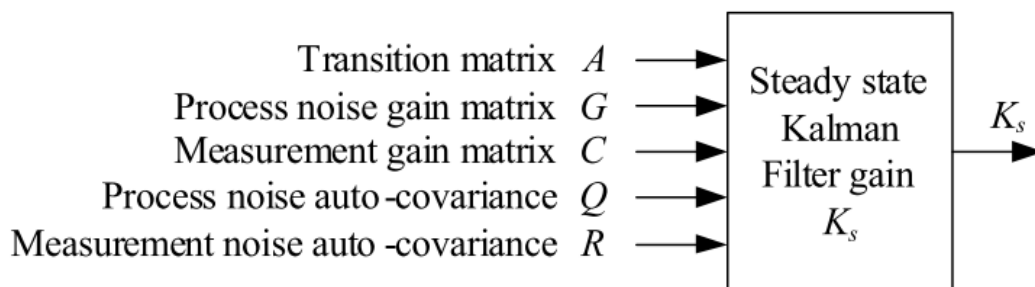 Transition matrix A
Process noise gain matrix G
Measurement gain matrix C
Process noise auto-covariance Q
Measurement noise auto -covariance R
Steady state
Kalman
Filter gain
Kₛ
Kₛ